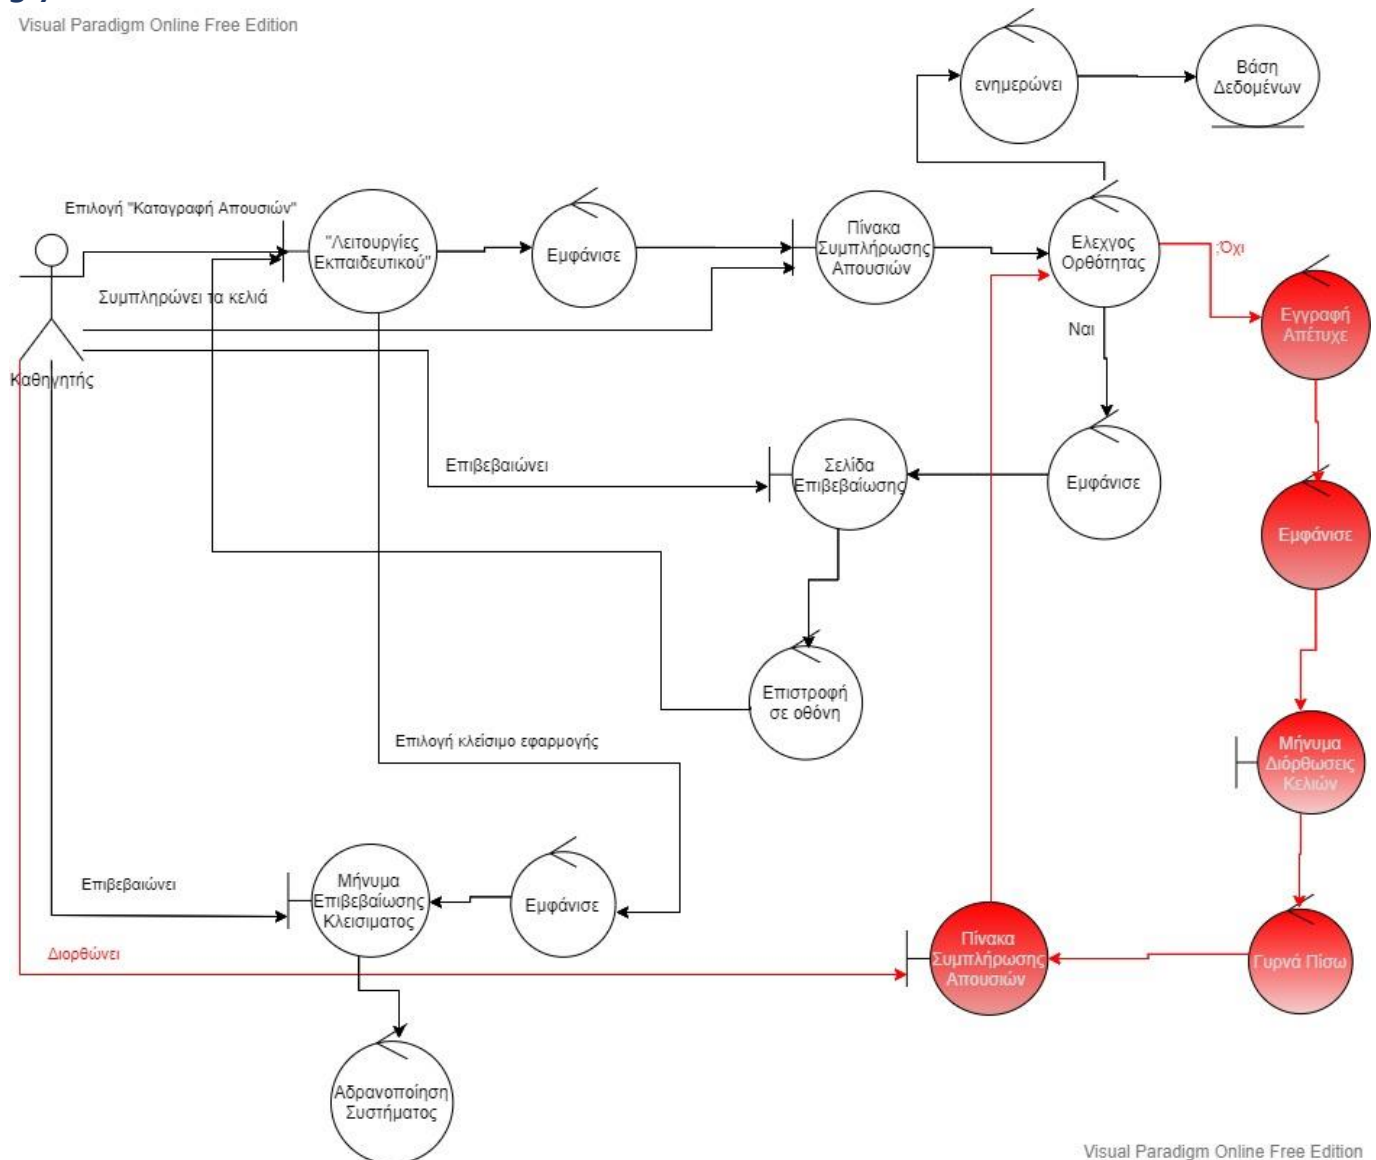 Visual Paradigm Online Free Edition
ενημερώνει
Βάση
Δεδομένων
Επιλογή "Καταγραφή Απουσιών"
"Λειτουργίες
Εκπαιδευτικού"
Εμφάνισε
Πίνακα
Συμπλήρωσης
Απουσιών
Ελεγχος
Ορθότητας
;Όχι
Συμπληρώνει τα κελιά
Εγγραφή
Απέτυχε
Ναι
Καθηγητής
Επιβεβαιώνει
Σελίδα
Επιβεβαίωσης
Εμφάνισε
Εμφάνισε
Επιστροφή
σε οθόνη
Επιλογή κλείσιμο εφαρμογής
Μήνυμα
Διόρθωσεις
Κελιών
Επιβεβαιώνει
Μήνυμα
Επιβεβαίωσης
Κλεισιματος
Εμφάνισε
Διορθώνει
Πίνακα
Συμπλήρωσης
Απουσιών
Γυρνά Πίσω
Αδρανοποίηση
Συστήματος
Visual Paradigm Online Free Edition